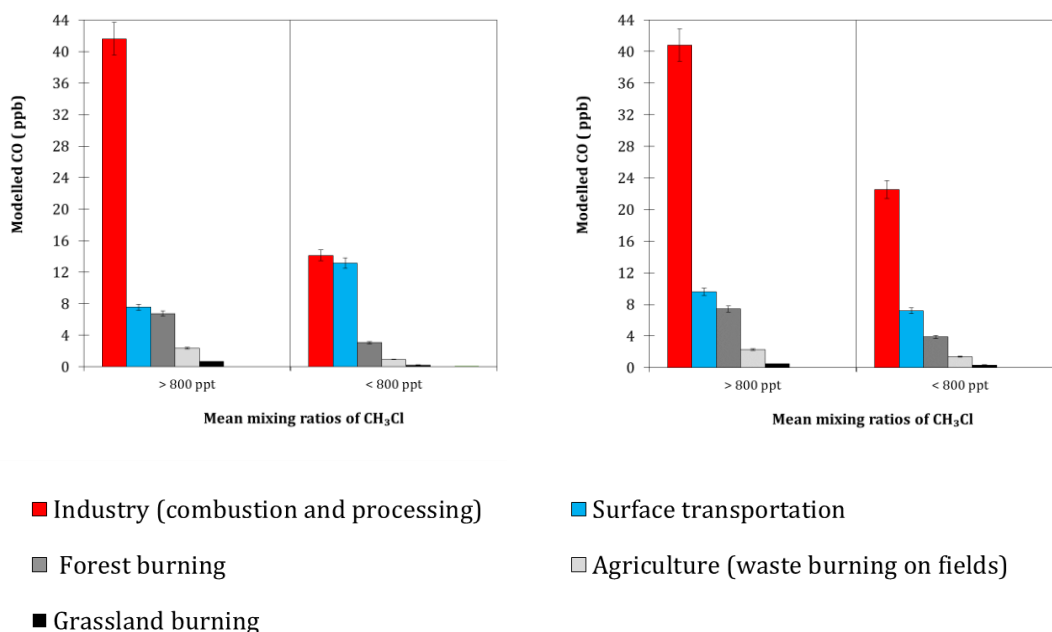 Modelled CO ( ppb)
44
40
36
32
28
24
20
16
12
8
4
0
> 800 ppt
< 800 ppt
Mean mixing ratios of CH₃Cl
Modelled CO ( ppb)
44
40
36
32
28
24
20
16
12
8
4
0
> 800 ppt
< 800 ppt
Mean mixing ratios of CH₃Cl
Industry (combustion and processing)
Surface transportation
Forest burning
Agriculture (waste burning on fields)
Grassland burning